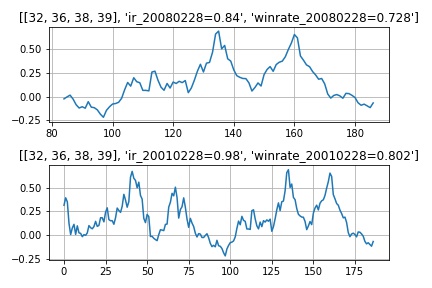 [[32, 36, 38, 39], 'ir_20080228=0.84', 'winrate_20080228=0.728']
0.50
0.25
0.00
−0.25
80 100 120 140 160 180
[[32, 36, 38, 39], 'ir_20010228=0.98', 'winrate_20010228=0.802']
0.50
0.25
0.00
−0.25
0 25 50 75 100 125 150 175